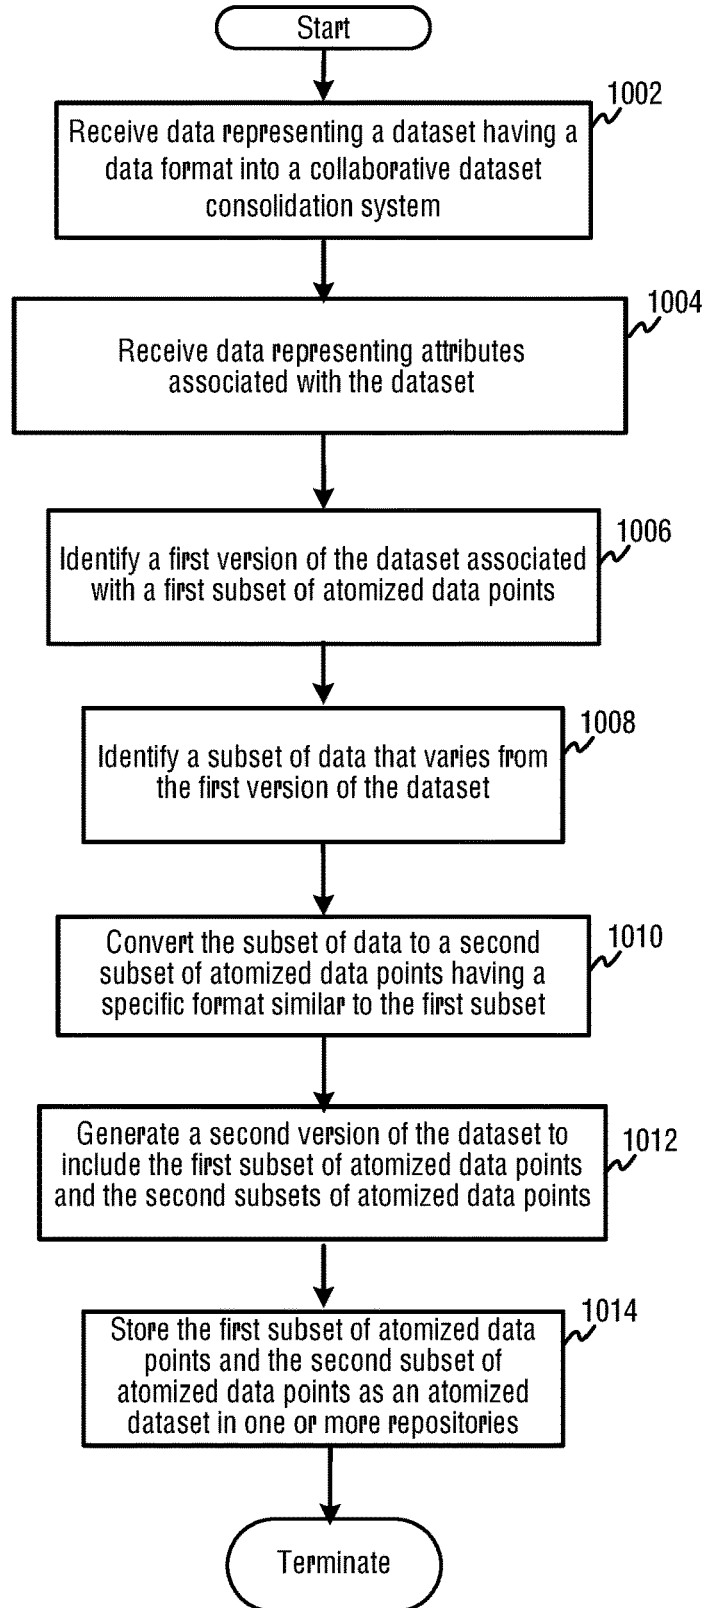 Start
1002
Receive data representing a dataset having a
data format into a collaborative dataset
consolidation system
1004
Receive data representing attributes
associated with the dataset
1006
Identify a first version of the dataset associated
with a first subset of atomized data points
1008
Identify a subset of data that varies from
the first version of the dataset
1010
Convert the subset of data to a second
subset of atomized data points having a
specific format similar to the first subset
1012
Generate a second version of the dataset to
include the first subset of atomized data points
and the second subsets of atomized data points
1014
Store the first subset of atomized data
points and the second subset of
atomized data points as an atomized
dataset in one or more repositories
Terminate